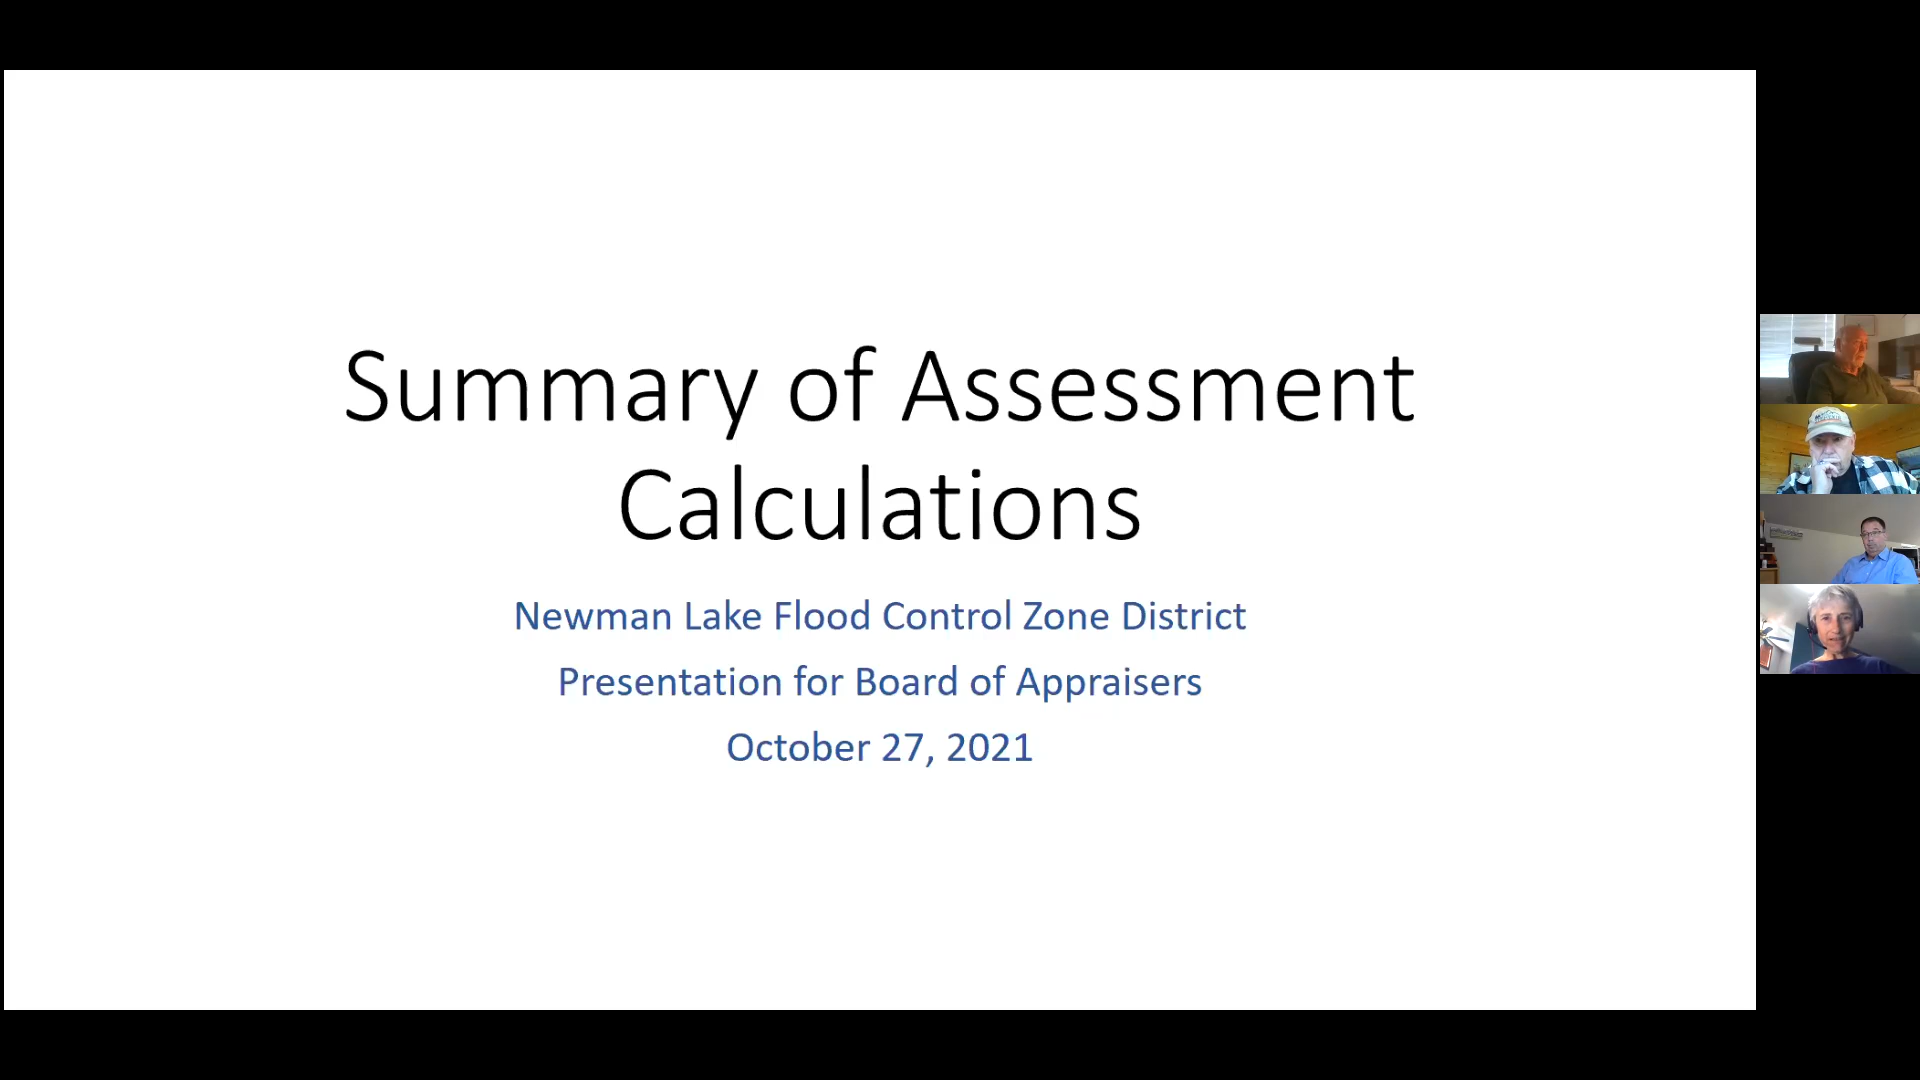 Summary of Assessment
Calculations
Newman Lake Flood Control Zone District
Presentation for Board of Appraisers
October 27, 2021